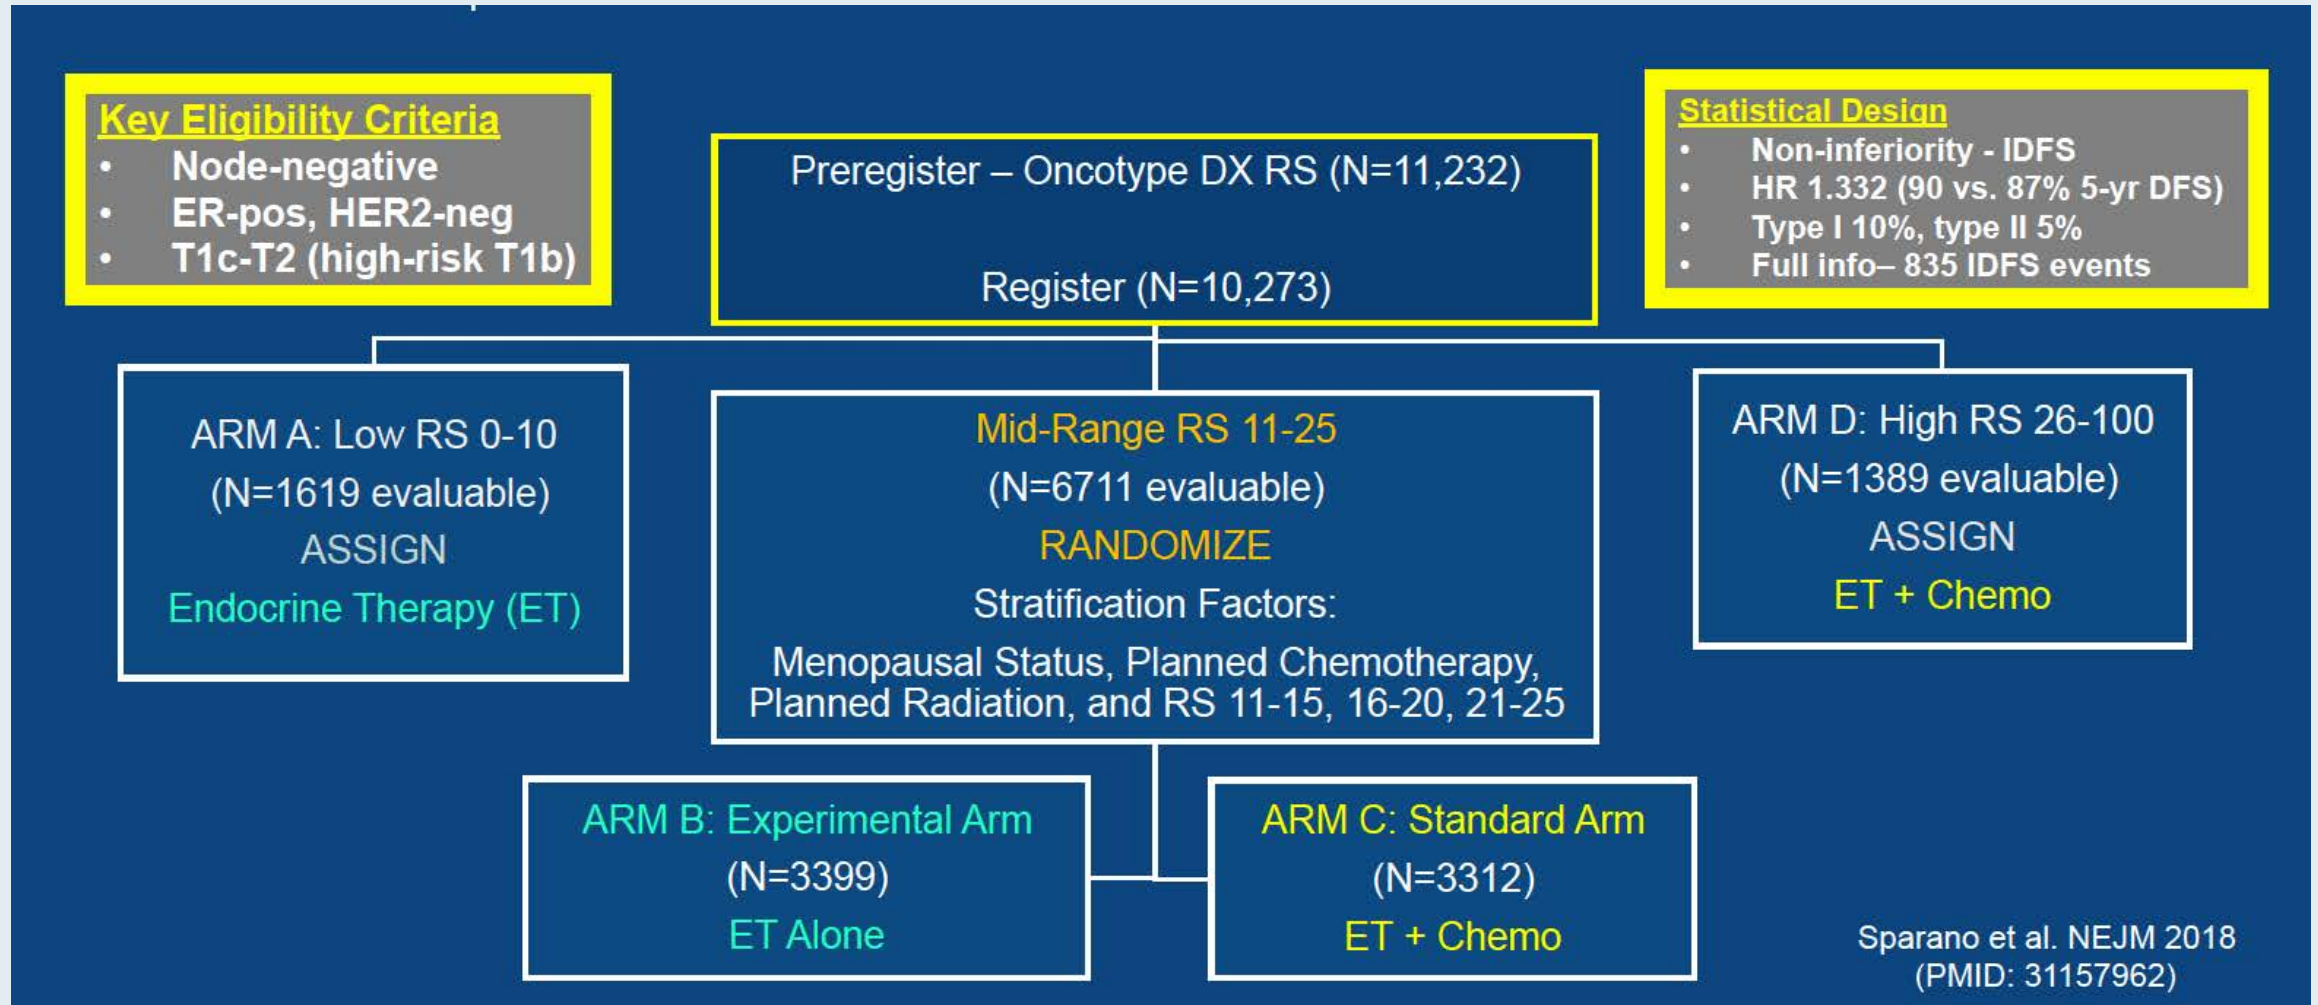 Key Eligibility Criteria
• Node-negative
• ER-pos, HER2-neg
• T1c-T2 (high-risk T1b)
Preregister – Oncotype DX RS (N=11,232)
Register (N=10,273)
Statistical Design
• Non-inferiority - IDFS
• HR 1.332 (90 vs. 87% 5-yr DFS)
• Type I 10%, type II 5%
• Full info– 835 IDFS events
ARM A: Low RS 0-10
(N=1619 evaluable)
ASSIGN
Endocrine Therapy (ET)
Mid-Range RS 11-25
(N=6711 evaluable)
RANDOMIZE
Stratification Factors:
Menopausal Status, Planned Chemotherapy,
Planned Radiation, and RS 11-15, 16-20, 21-25
ARM D: High RS 26-100
(N=1389 evaluable)
ASSIGN
ET + Chemo
ARM B: Experimental Arm
(N=3399)
ET Alone
ARM C: Standard Arm
(N=3312)
ET + Chemo
Sparano et al. NEJM 2018
(PMID: 31157962)